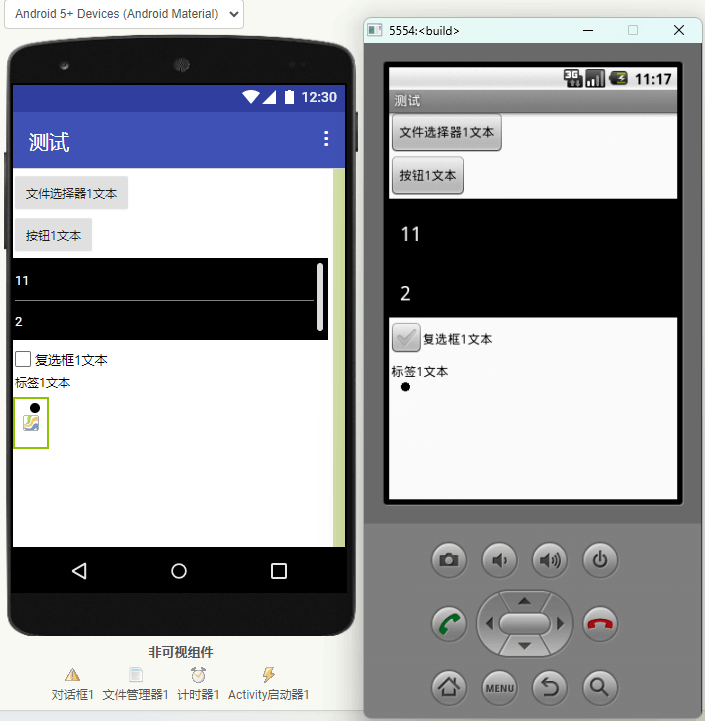 Android 5+ Devices (Android Material)
12:30
测试
文件选择器1文本
按钮1文本
11
2
复选框1文本
标签1文本
非可视组件
对话框1
文件管理器1
计时器1
Activity启动器1
5554:<build>
3G
11:17
测试
文件选择器1文本
按钮1文本
11
2
复选框1文本
标签1文本
MENU